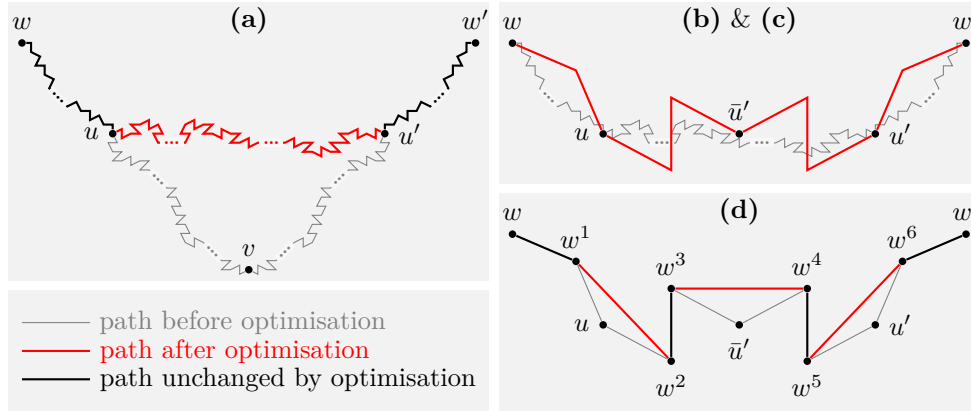 (a)
w
w′
u
u′
v
path before optimisation
path after optimisation
path unchanged by optimisation
(b) & (c)
w
w
ū′
u
u′
(d)
w
w
w¹
w⁶
w³
w⁴
u
ū′
u′
w²
w⁵